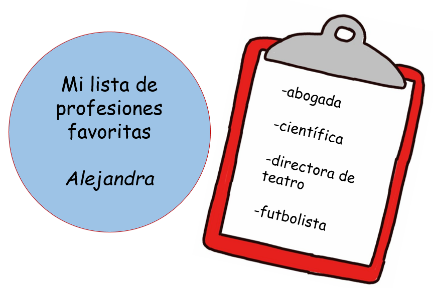 Mi lista de
profesiones
favoritas
Alejandra
-abogada
-científica
-directora de
teatro
-futbolista